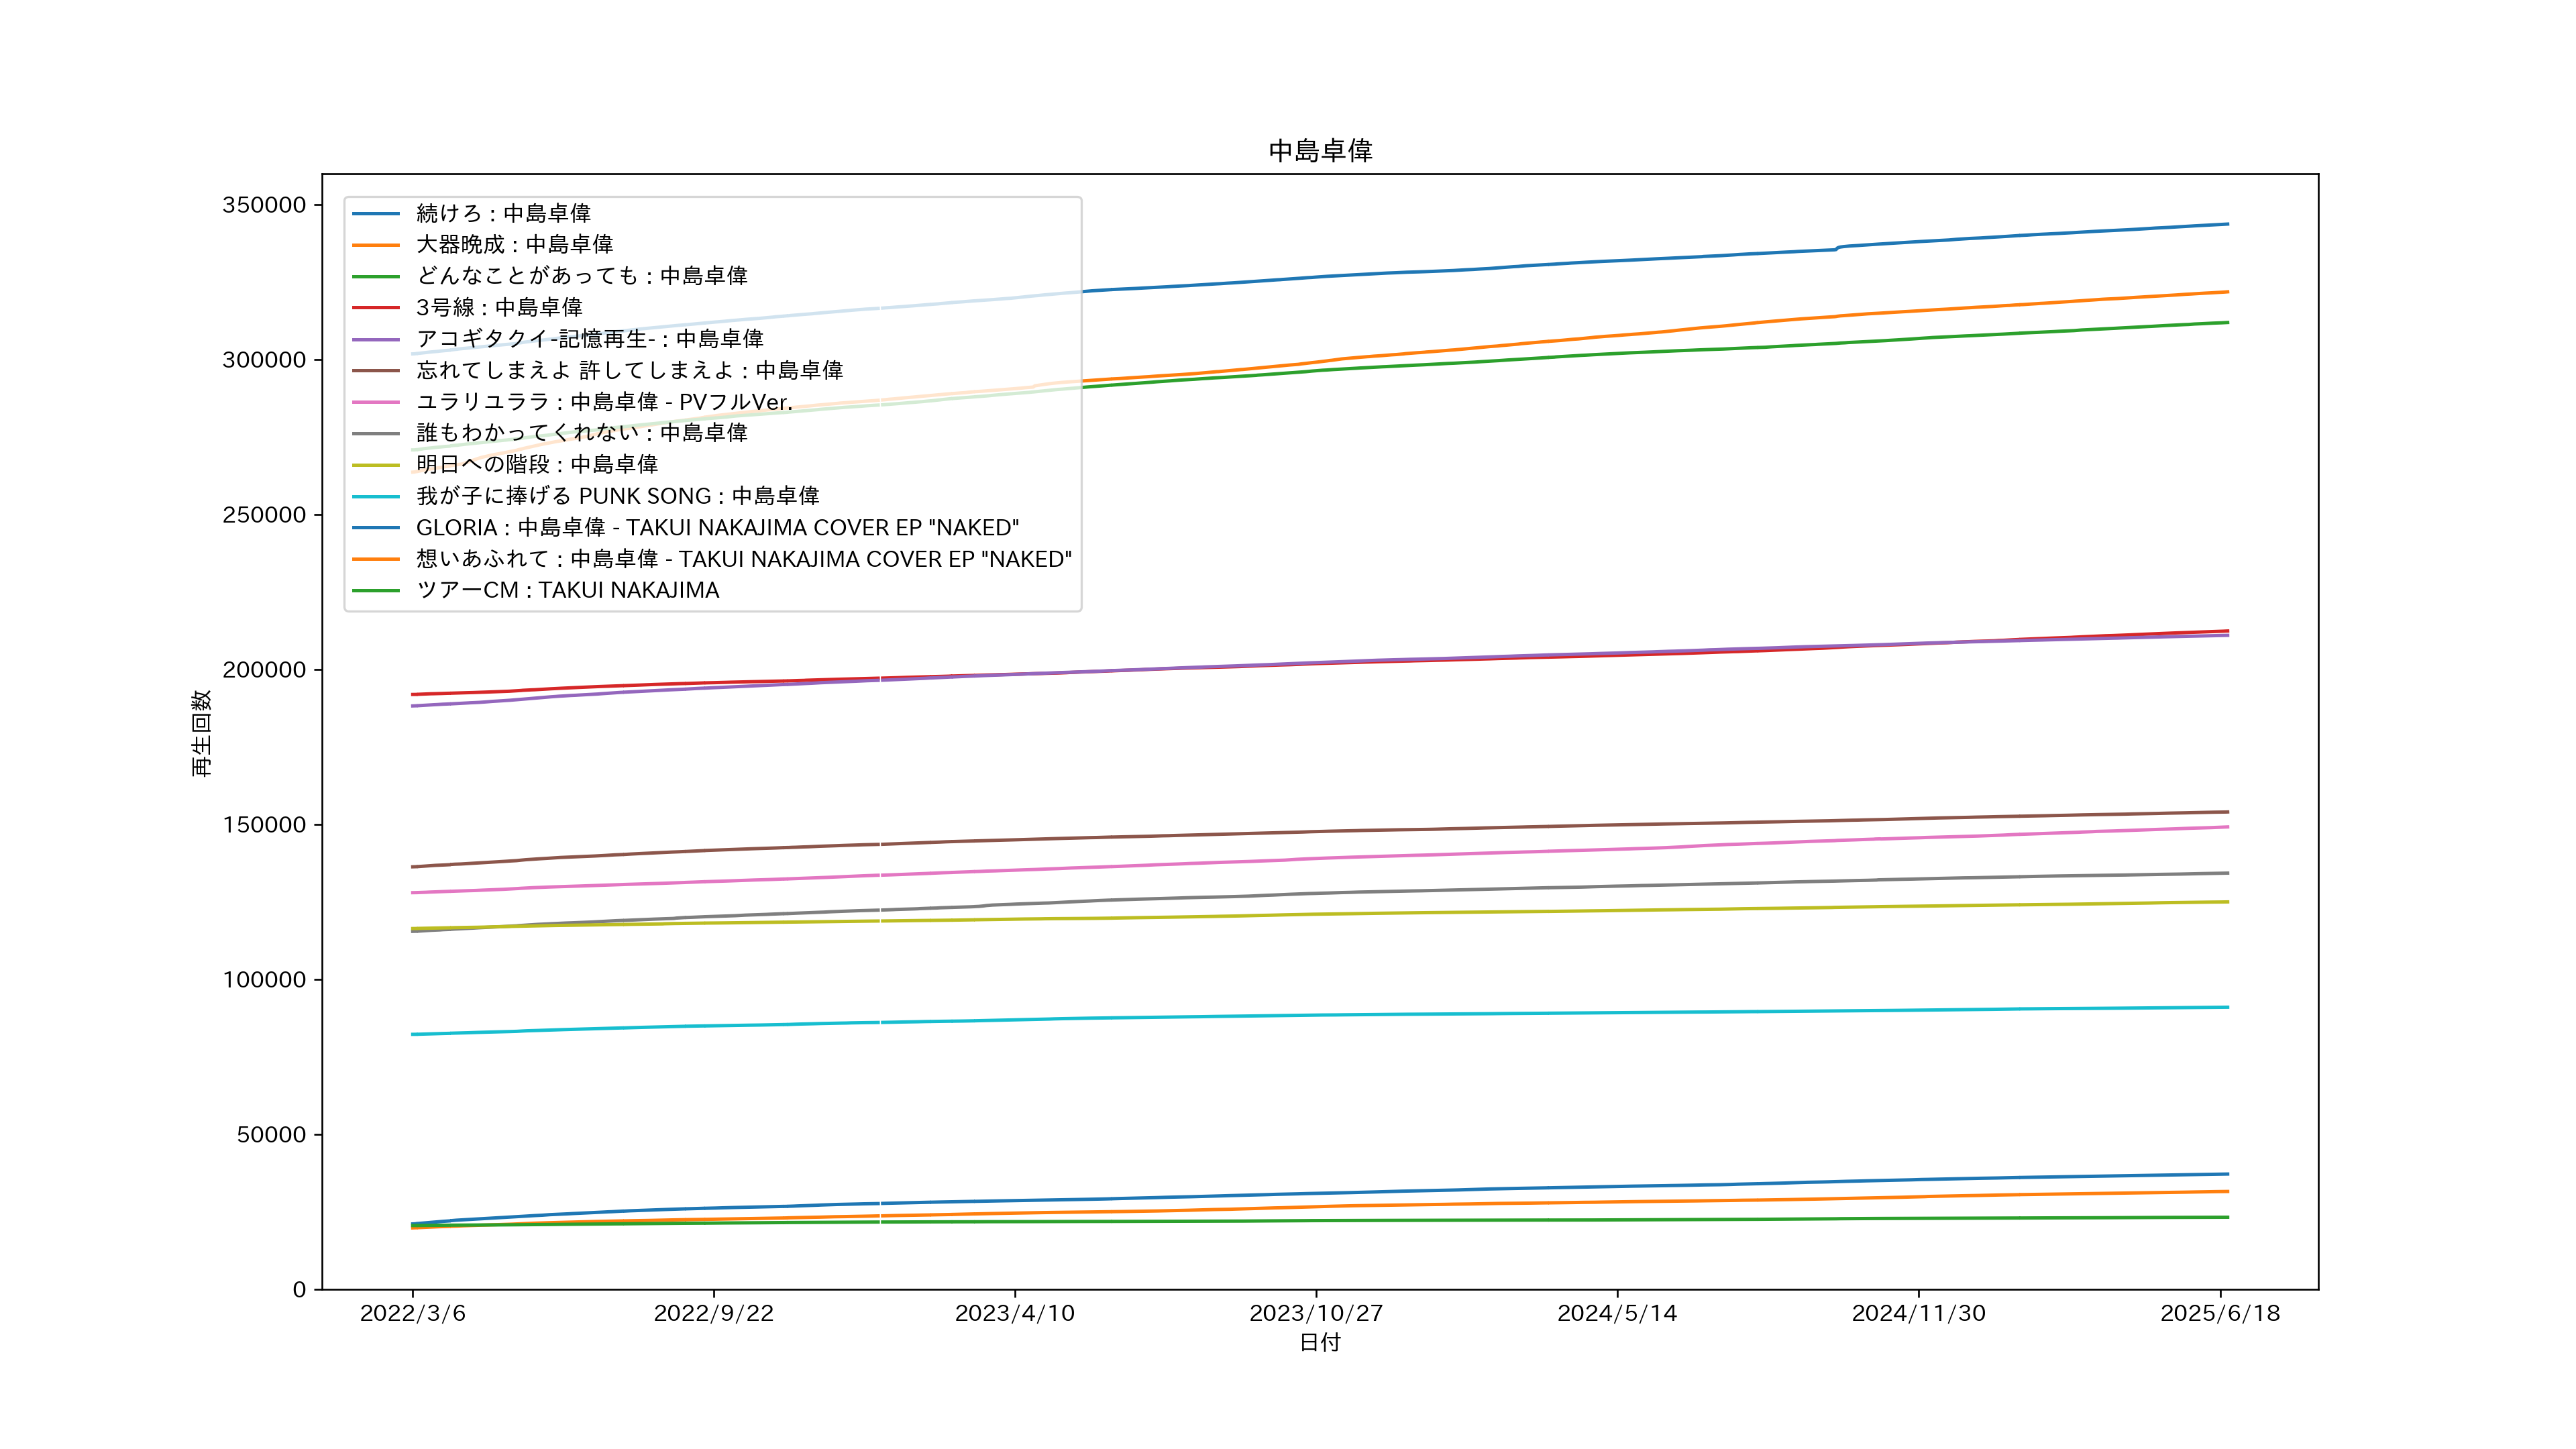 中島卓偉
350000
300000
250000
200000
150000
100000
50000
0
再生回数
続けろ : 中島卓偉
大器晩成 : 中島卓偉
どんなことがあっても : 中島卓偉
3号線 : 中島卓偉
アコギタクイ-記憶再生- : 中島卓偉
忘れてしまえよ 許してしまえよ : 中島卓偉
ユラリユララ : 中島卓偉 - PVフルVer.
誰もわかってくれない : 中島卓偉
明日への階段 : 中島卓偉
我が子に捧げる PUNK SONG : 中島卓偉
GLORIA : 中島卓偉 - TAKUI NAKAJIMA COVER EP "NAKED"
想いあふれて : 中島卓偉 - TAKUI NAKAJIMA COVER EP "NAKED"
ツアーCM : TAKUI NAKAJIMA
2022/3/6 2022/9/22 2023/4/10 2023/10/27 2024/5/14 2024/11/30 2025/6/18
日付